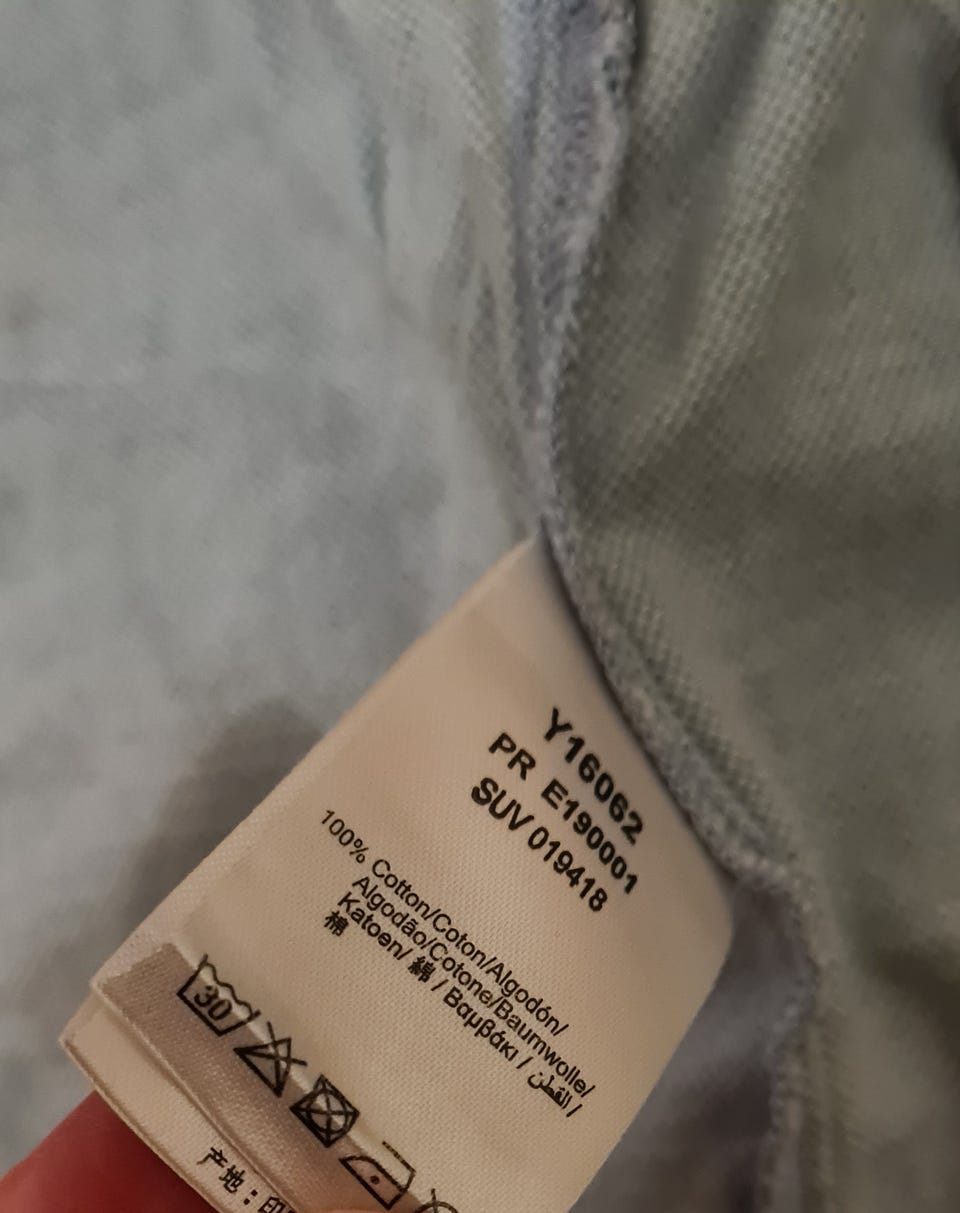 Y16062
PR E190001
SUV 019418
100% Cotton/Coton/Algodón/
Algodão/Cotone/Baumwolle/
Katoen/ 綿 / Βαμβάκι / القطن /
棉
30
产地：印